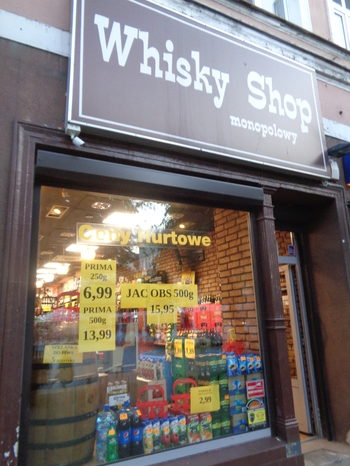 Whisky Shop
monopolowy
Ceny Hurtowe
PRIMA
250g
6,99
PRIMA
500g
13,99
JACOBS 500g
15,95
2,99